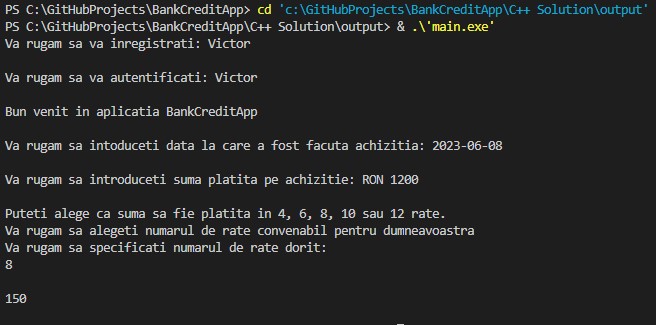 PS C:\GitHubProjects\BankCreditApp> cd 'c:\GitHubProjects\BankCreditApp\C++ Solution\output'
PS C:\GitHubProjects\BankCreditApp\C++ Solution\output> & .\'main.exe'
Va rugam sa va inregistrati: Victor
Va rugam sa va autentificati: Victor
Bun venit in aplicatia BankCreditApp
Va rugam sa intoduceti data la care a fost facuta achizitia: 2023-06-08
Va rugam sa introduceti suma platita pe achizitie: RON 1200
Puteti alege ca suma sa fie platita in 4, 6, 8, 10 sau 12 rate.
Va rugam sa alegeti numarul de rate convenabil pentru dumneavoastra
Va rugam sa specificati numarul de rate dorit:
8
150